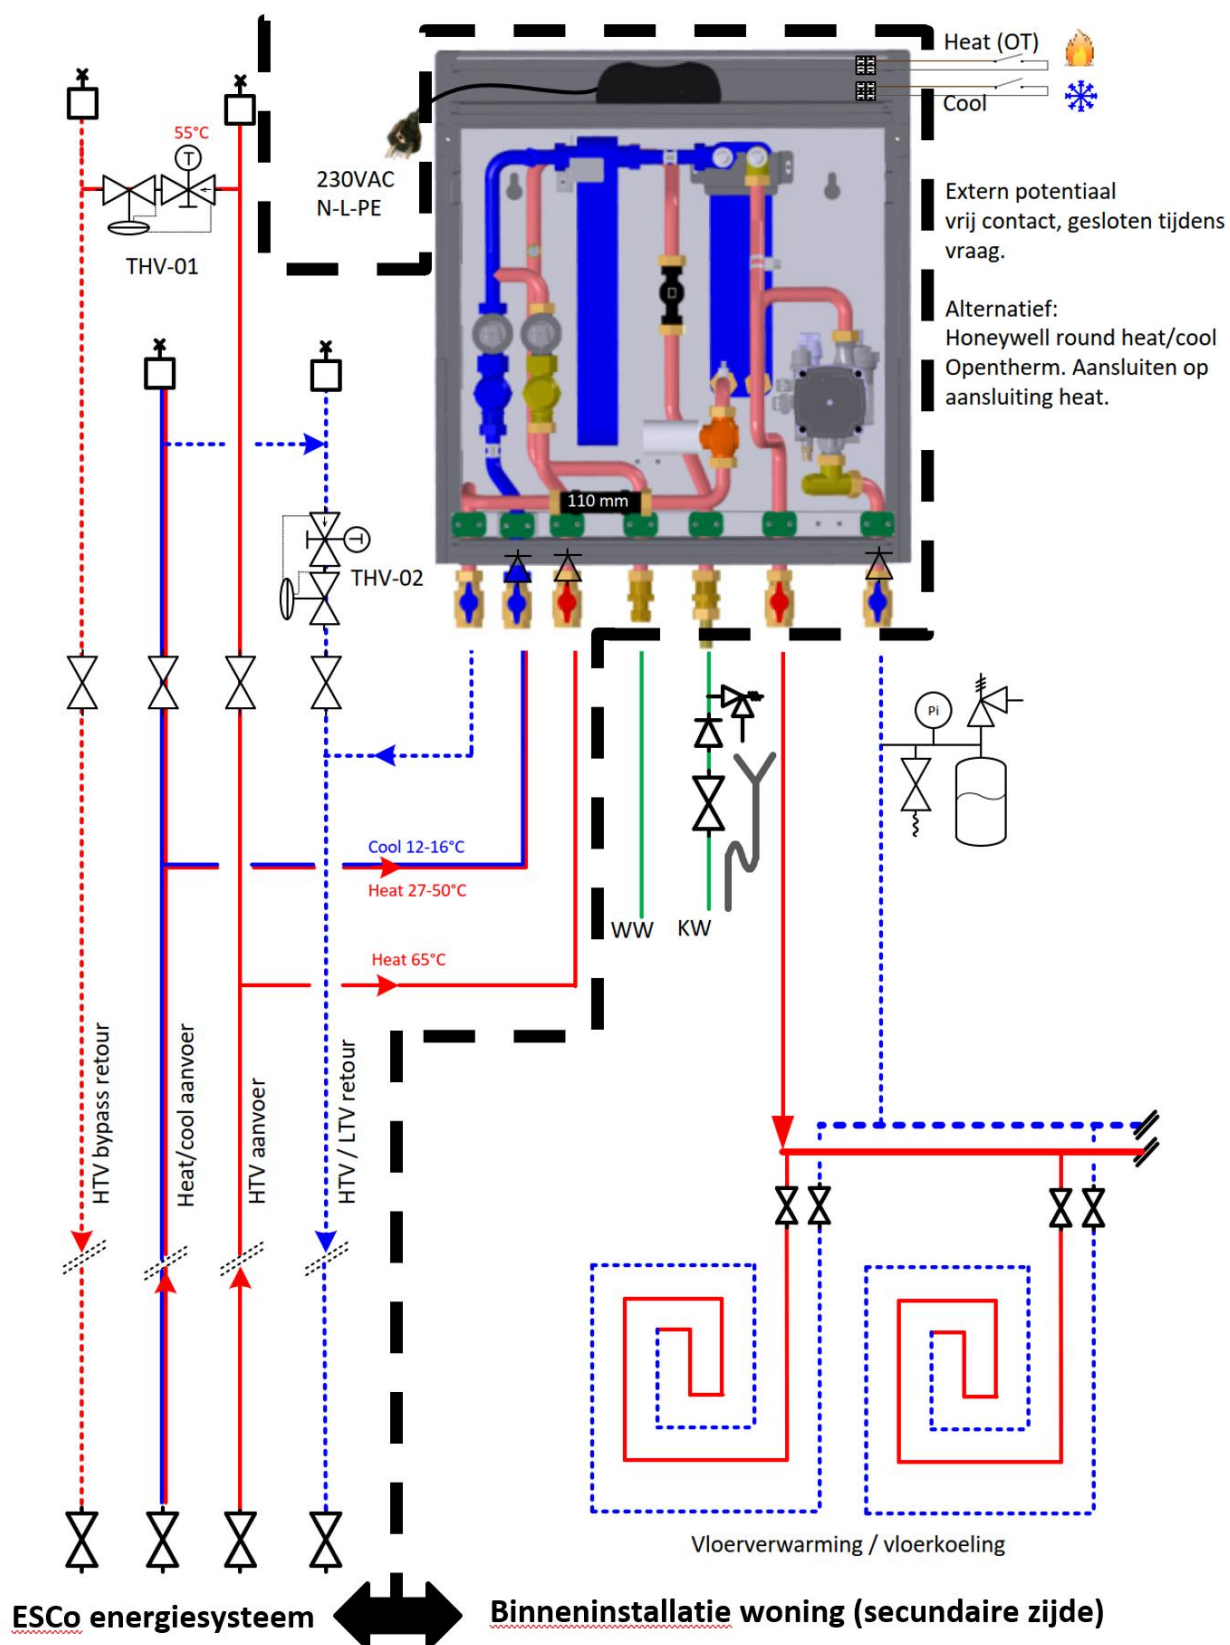 Heat (OT)
Cool
55°C
230VAC
N-L-PE
THV-01
Extern potentiaal
vrij contact, gesloten tijdens
vraag.
Alternatief:
Honeywell round heat/cool
Opentherm. Aansluiten op
aansluiting heat.
T
110 mm
T
THV-02
Pi
Cool 12-16°C
Heat 27-50°C
WW
KW
Heat 65°C
HTV bypass retour
Heat/cool aanvoer
HTV aanvoer
HTV / LTV retour
Vloerverwarming / vloerkoeling
ESCo energiesysteem
Binneninstallatie woning (secundaire zijde)